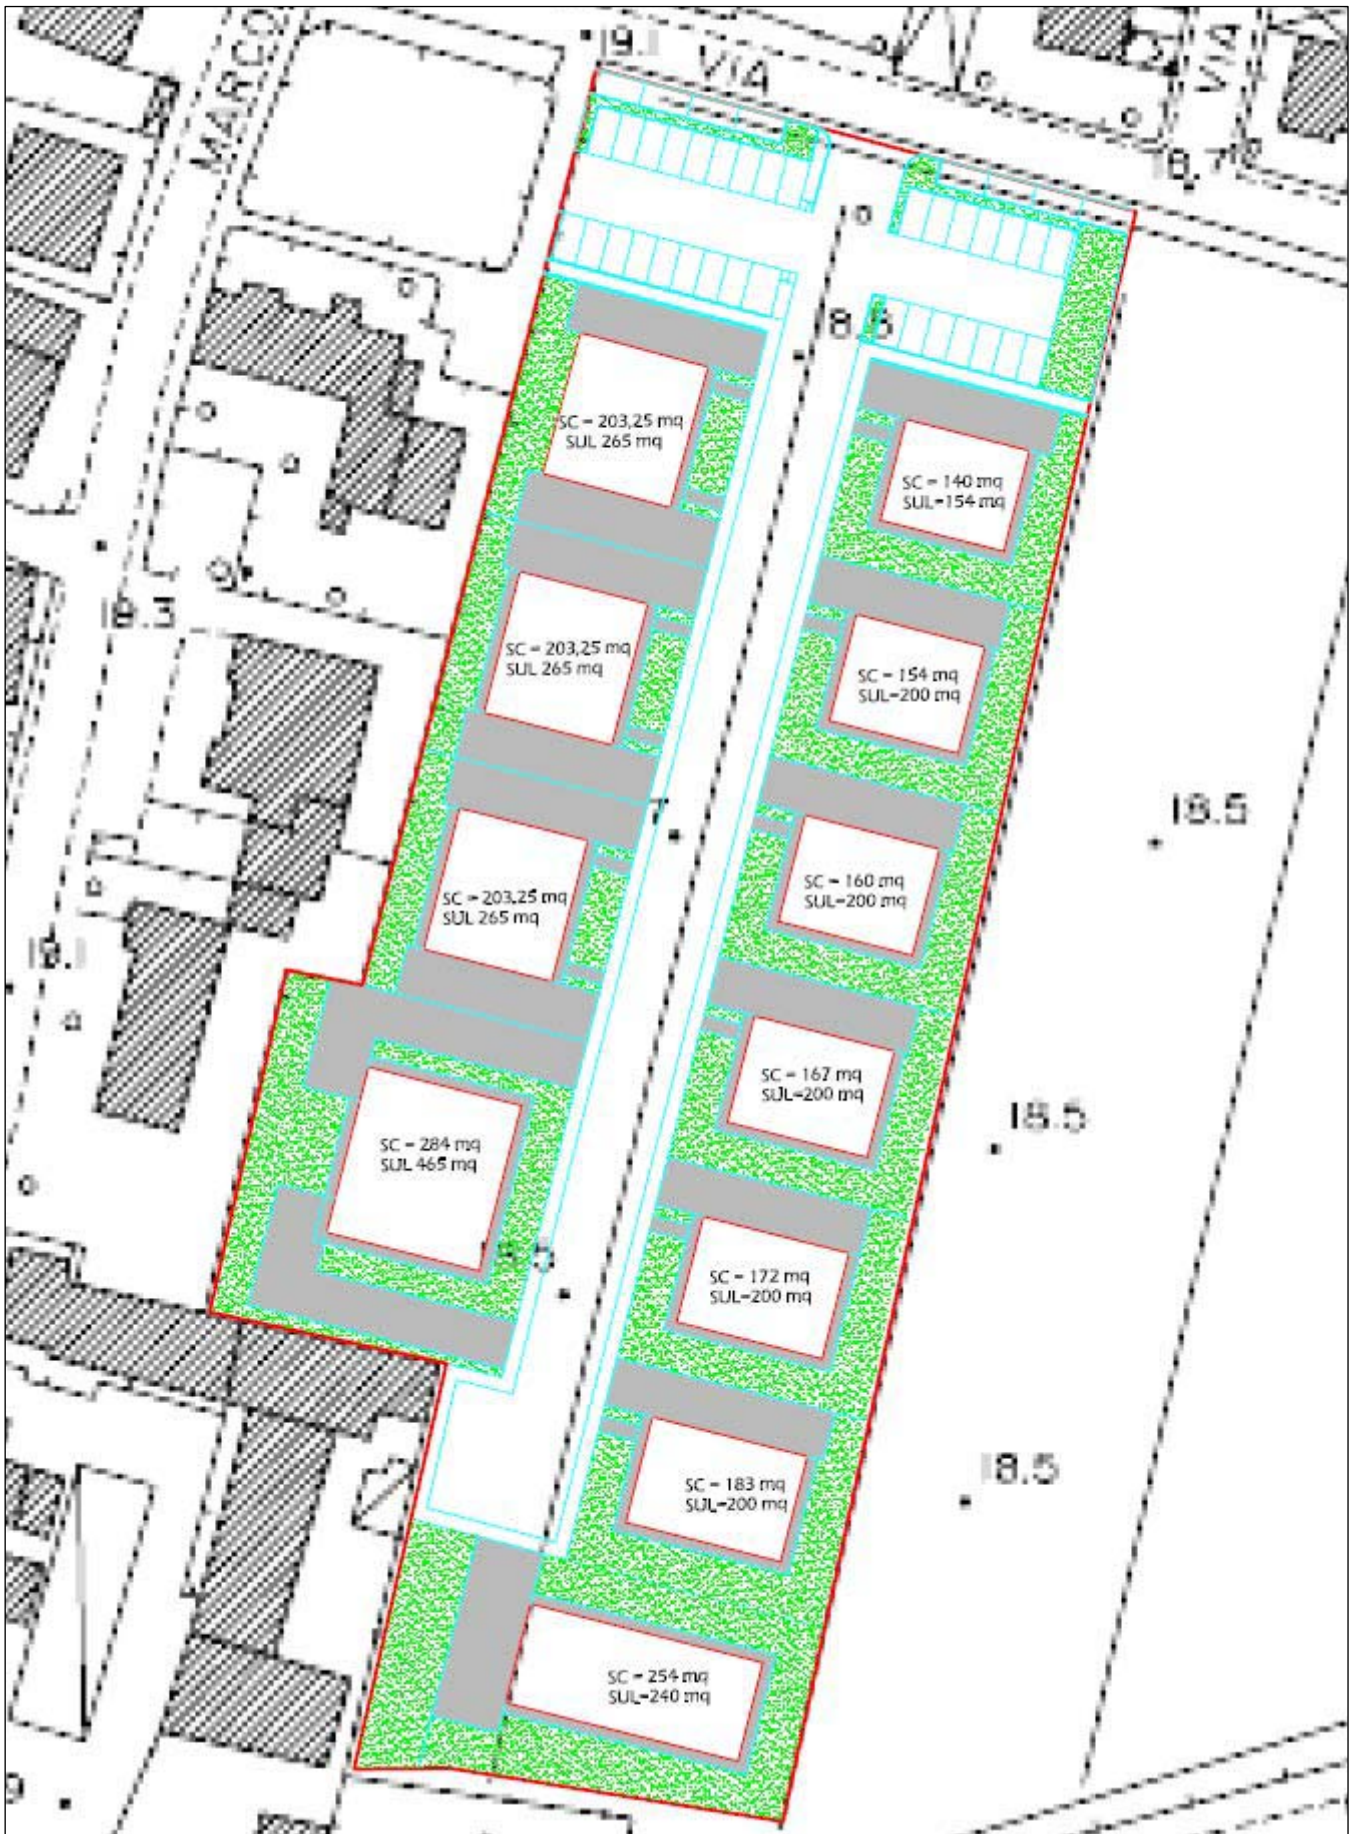 19.1
VIA
VIA
MARCO
18.7
18.6
SC = 203,25 mq
SUL 265 mq
SC = 140 mq
SUL=154 mq
18.3
SC = 203,25 mq
SUL 265 mq
SC = 154 mq
SUL=200 mq
7
18.5
SC = 203,25 mq
SUL 265 mq
SC = 160 mq
SUL=200 mq
19.1
SC = 167 mq
SUL=200 mq
18.5
SC = 284 mq
SUL 465 mq
SC = 172 mq
SUL=200 mq
18.5
SC = 183 mq
SUL=200 mq
SC = 254 mq
SUL=240 mq